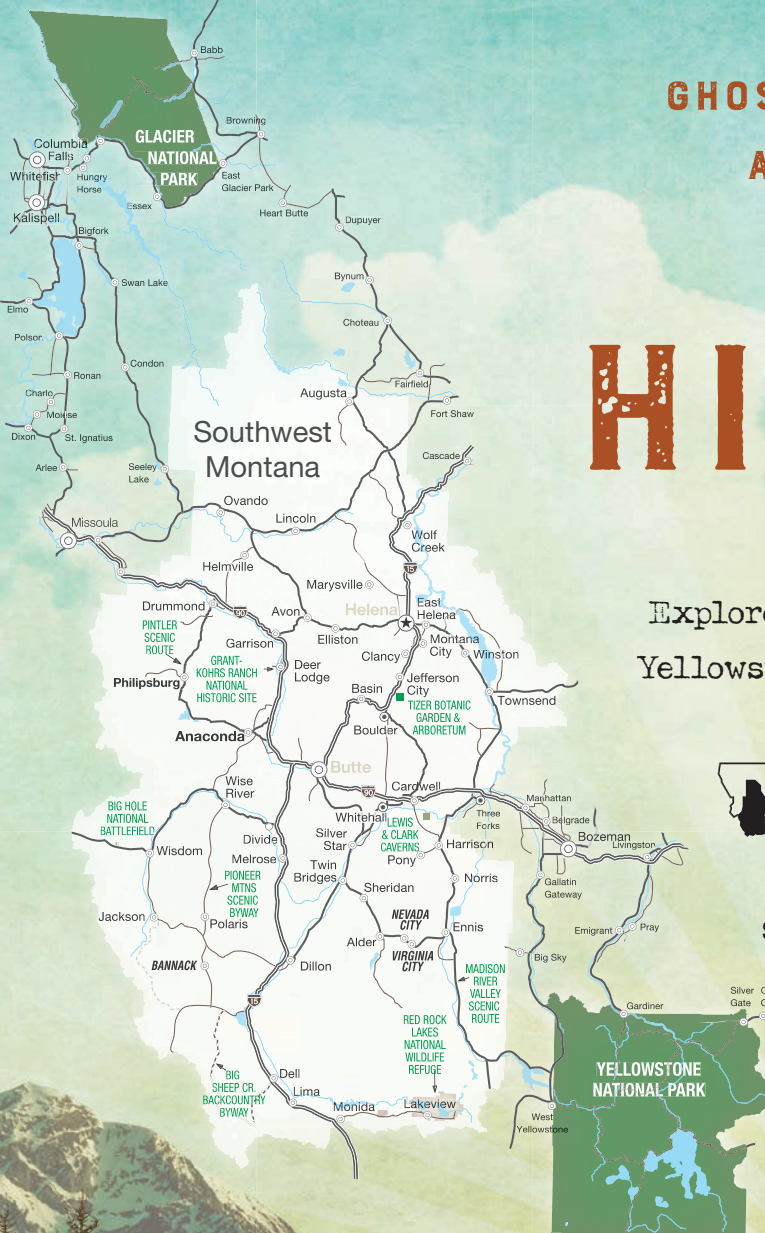 Babb
GHOS
Browning
A
GLACIER
NATIONAL
PARK
Columbia
Falls
Whitefish
Hungry
Horse
East
Glacier Park
Essex
Kalispell
Heart Butte
Dupuyer
Bigfork
Bynum
Swan Lake
Elmo
Choteau
Polson
HI
Condon
Ronan
Fairfield
Augusta
Charlo
Moiese
Fort Shaw
Dixon
St. Ignatius
Southwest
Montana
Cascade
Arlee
Seeley
Lake
Ovando
Lincoln
Missoula
Wolf
Creek
15
Helmville
Marysville
Drummond
90
Avon
Helena
East
Helena
Explore
PINTLER
SCENIC
ROUTE
Garrison
Elliston
Montana
City
Clancy
Winston
Yellows
GRANT-
KOHRS RANCH
NATIONAL
HISTORIC SITE
Deer
Lodge
Philipsburg
Jefferson
City
Basin
Townsend
TIZER BOTANIC
GARDEN &
ARBORETUM
Anaconda
Boulder
Butte
Wise
River
90
Cardwell
BIG HOLE
NATIONAL
BATTLEFIELD
Manhattan
Whitehall
Three
Forks
Belgrade
LEWIS
& CLARK
CAVERNS
Bozeman
Livingston
Divide
Silver
Star
Harrison
Wisdom
Melrose
Pony
Twin
Bridges
PIONEER
MTNS
SCENIC
BYWAY
Norris
Gallatin
Gateway
Sheridan
Jackson
Polaris
NEVADA
CITY
Ennis
Emigrant
Pray
S
Alder
VIRGINIA
CITY
Big Sky
BANNACK
Dillon
MADISON
RIVER
VALLEY
SCENIC
ROUTE
Silver
Gate
C
C
15
Gardiner
RED ROCK
LAKES
NATIONAL
WILDLIFE
REFUGE
YELLOWSTONE
NATIONAL PARK
BIG
SHEEP CR.
BACKCOUNTRY
BYWAY
Dell
Lima
Monida
Lakeview
West
Yellowstone